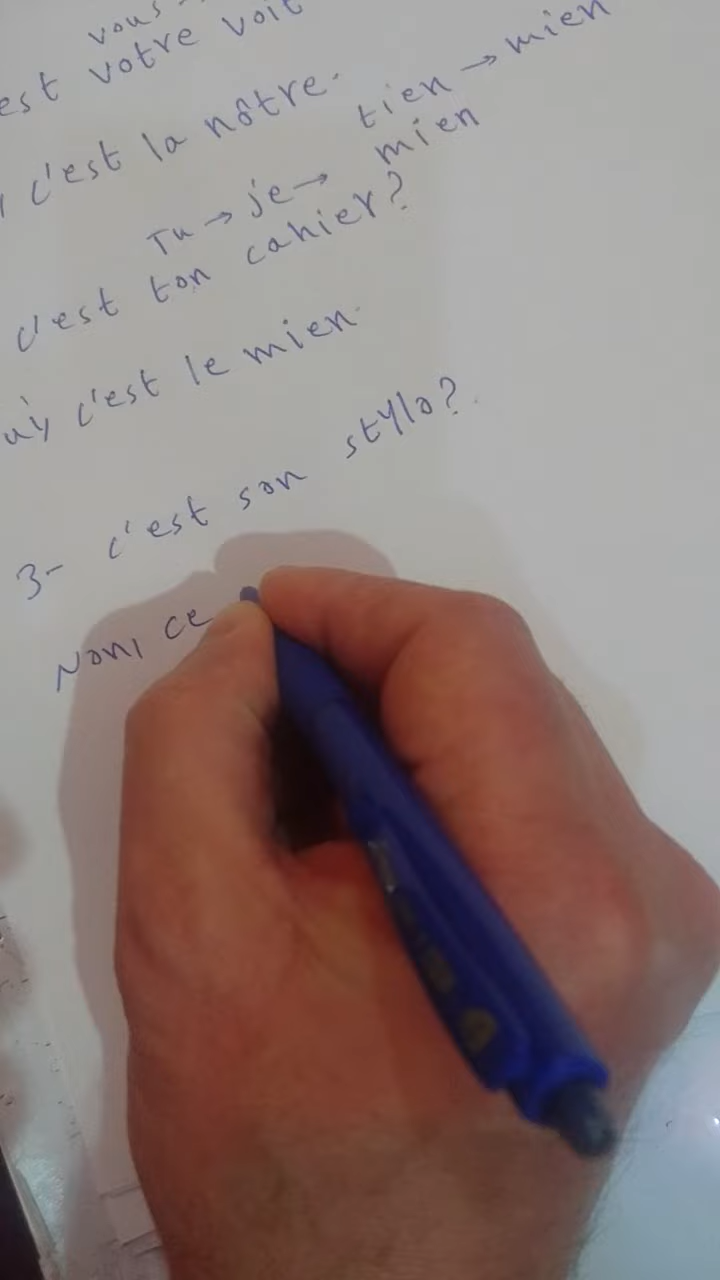 vous
est votre voit
, c'est la nôtre.
tien → mien
Tu → je → mien
c'est ton cahier?
c'est le mien.
3- c'est son stylo?
Non, ce